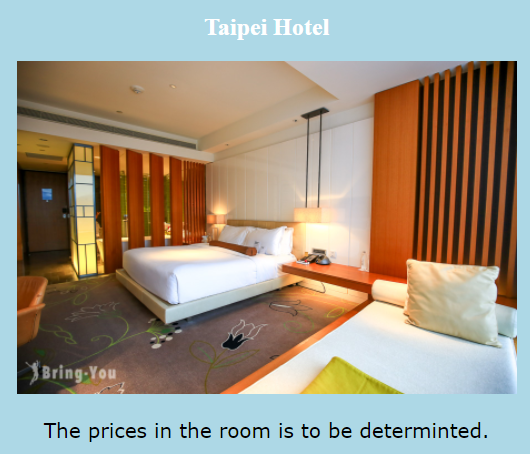 Taipei Hotel
Bring·You
The prices in the room is to be determinted.